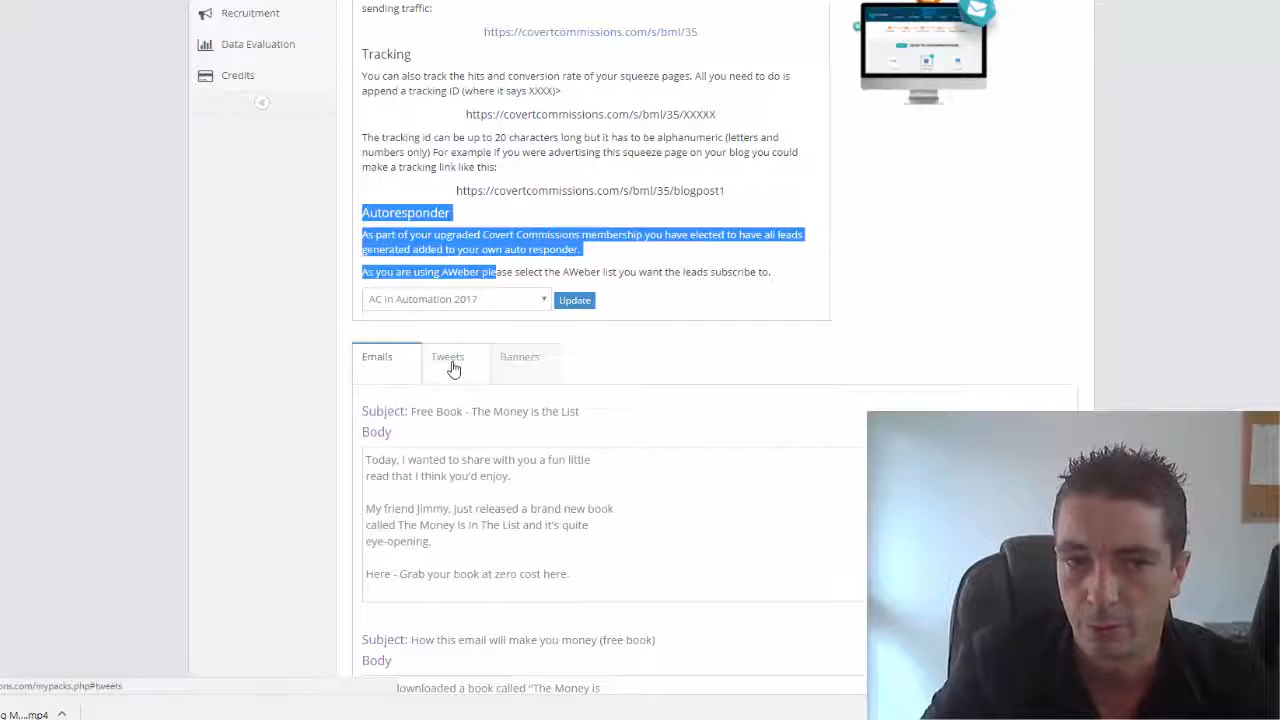 Recruitment
Data Evaluation
Credits
sending traffic:
https://covertcommissions.com/s/bml/35
Tracking
You can also track the hits and conversion rate of your squeeze pages. All you need to do is
append a tracking ID (where it says XXXX)>
https://covertcommissions.com/s/bml/35/XXXXX
The tracking id can be up to 20 characters long but it has to be alphanumeric (letters and
numbers only) For example if you were advertising this squeeze page on your blog you could
make a tracking link like this:
https://covertcommissions.com/s/bml/35/blogpost1
Autoresponder
As part of your upgraded Covert Commissions membership you have elected to have all leads
generated added to your own auto responder.
As you are using AWeber please select the AWeber list you want the leads subscribe to.
AC In Automation 2017 Update
Emails Tweets Banners
Subject: Free Book - The Money is the List
Body
Today, I wanted to share with you a fun little
read that I think you'd enjoy.
My friend Jimmy, just released a brand new book
called The Money Is In The List and it's quite
eye-opening.
Here - Grab your book at zero cost here.
Subject: How this email will make you money (free book)
Body
downloaded a book called "The Money is
ons.com/mypacks.php#tweets
g M....mp4